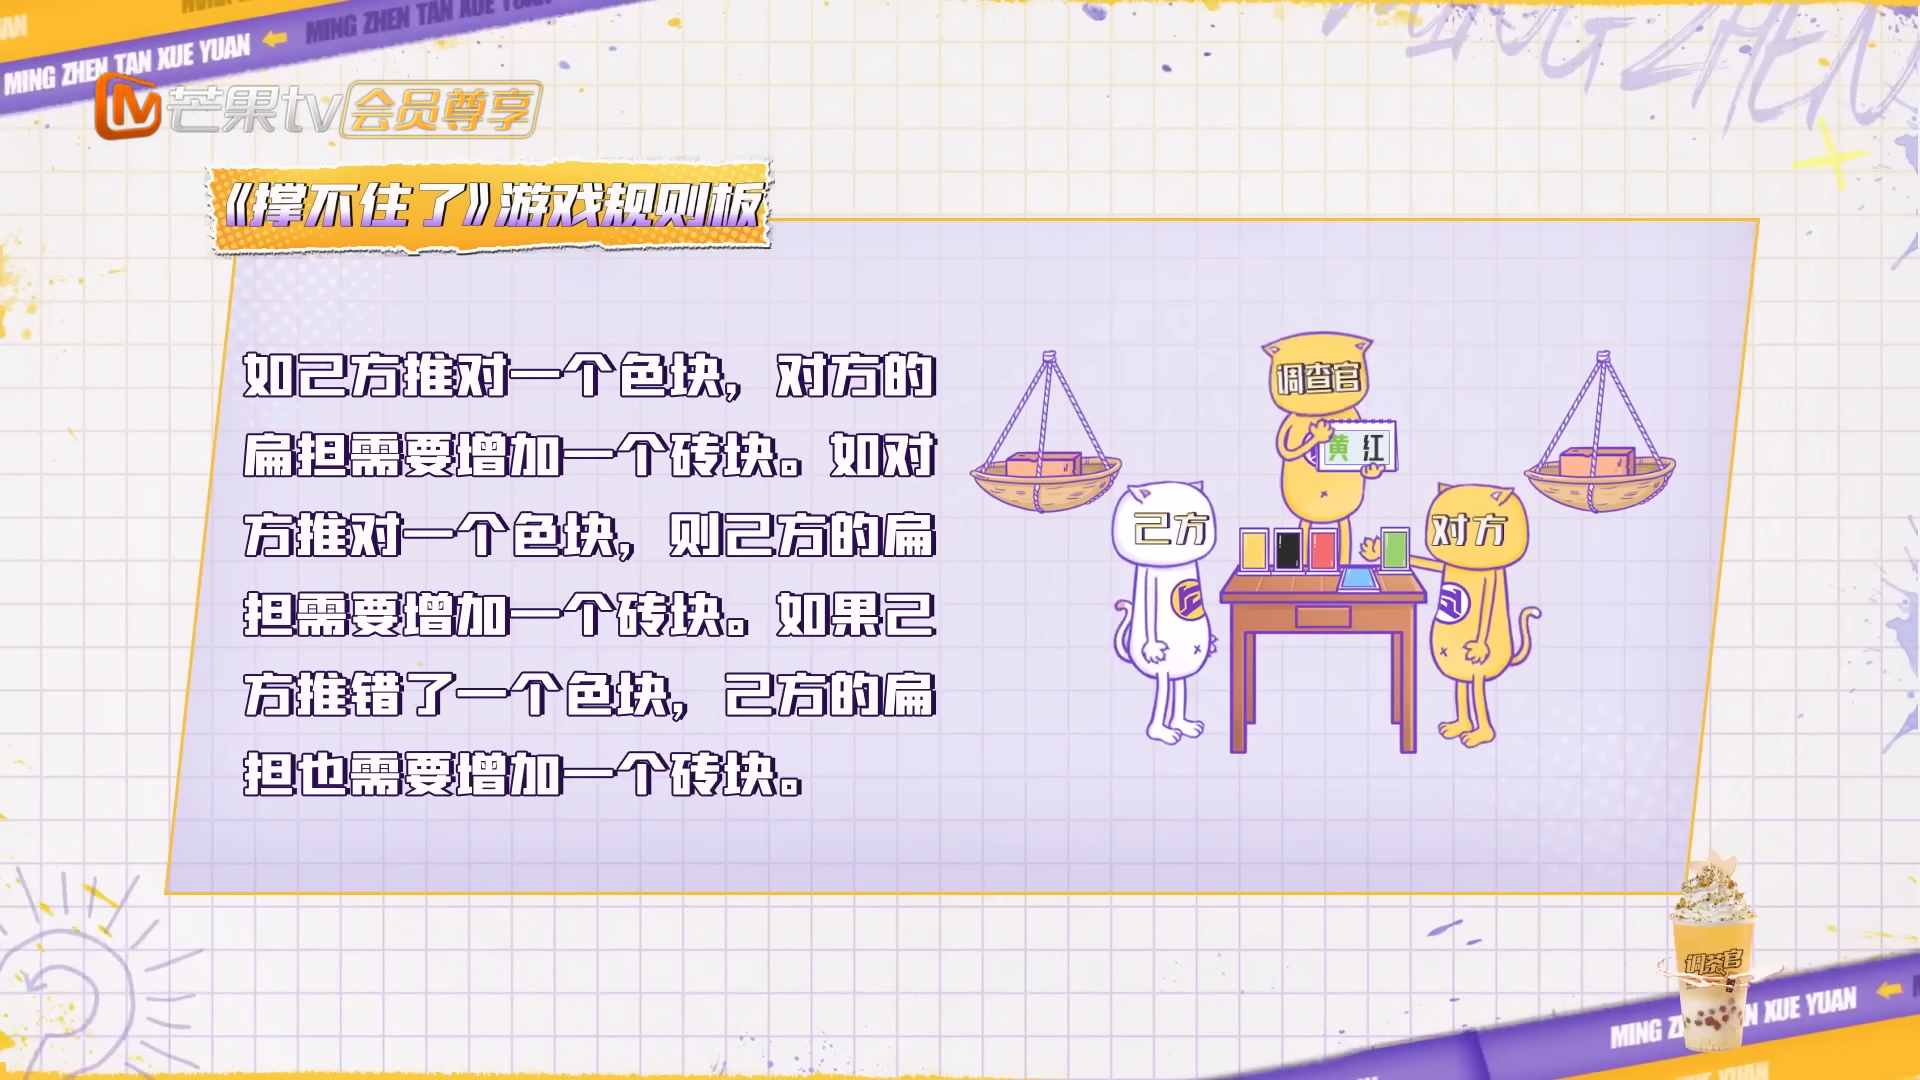 MING ZHEN TAN XUE YUAN
MING ZHEN TAN XUE YUAN
MING ZHEN
芒果tv会员尊享
《撑不住了》游戏规则板
如己方推对一个色块，对方的
扁担需要增加一个砖块。如对
方推对一个色块，则己方的扁
担需要增加一个砖块。如果己
方推错了一个色块，己方的扁
担也需要增加一个砖块。
调查官
黄 红
己方
对方
调茶官
XUE YUAN